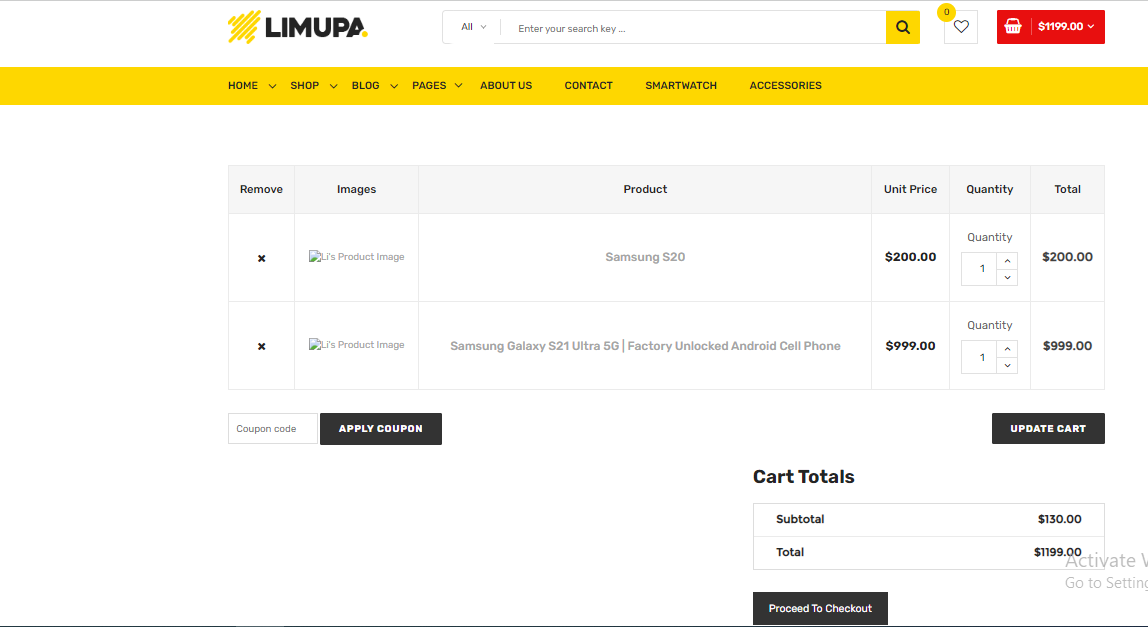 LIMUPA.
All
Enter your search key ...
0
$1199.00
HOME SHOP BLOG PAGES ABOUT US CONTACT SMARTWATCH ACCESSORIES
Remove Images Product Unit Price Quantity Total
Quantity
Li's Product Image Samsung S20 $200.00 1 $200.00
Quantity
Li's Product Image Samsung Galaxy S21 Ultra 5G | Factory Unlocked Android Cell Phone $999.00 1 $999.00
Coupon code APPLY COUPON UPDATE CART
Cart Totals
Subtotal $130.00
Total $1199.00
Activate
Go to Setting
Proceed To Checkout